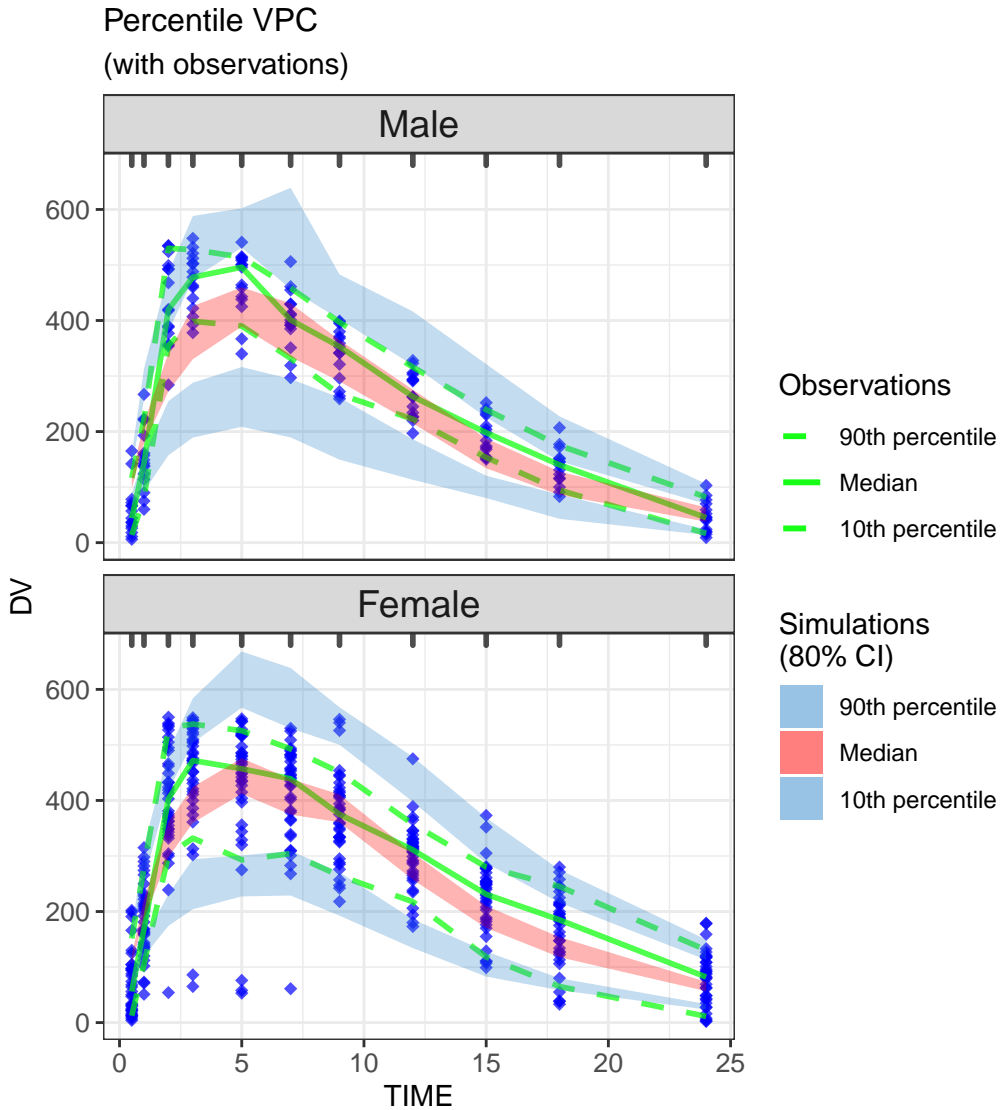 Percentile VPC
(with observations)
Male
600
400
200
0
DV
Female
600
400
200
0
0 5 10 15 20 25
TIME
Observations
90th percentile
Median
10th percentile
Simulations
(80% CI)
90th percentile
Median
10th percentile